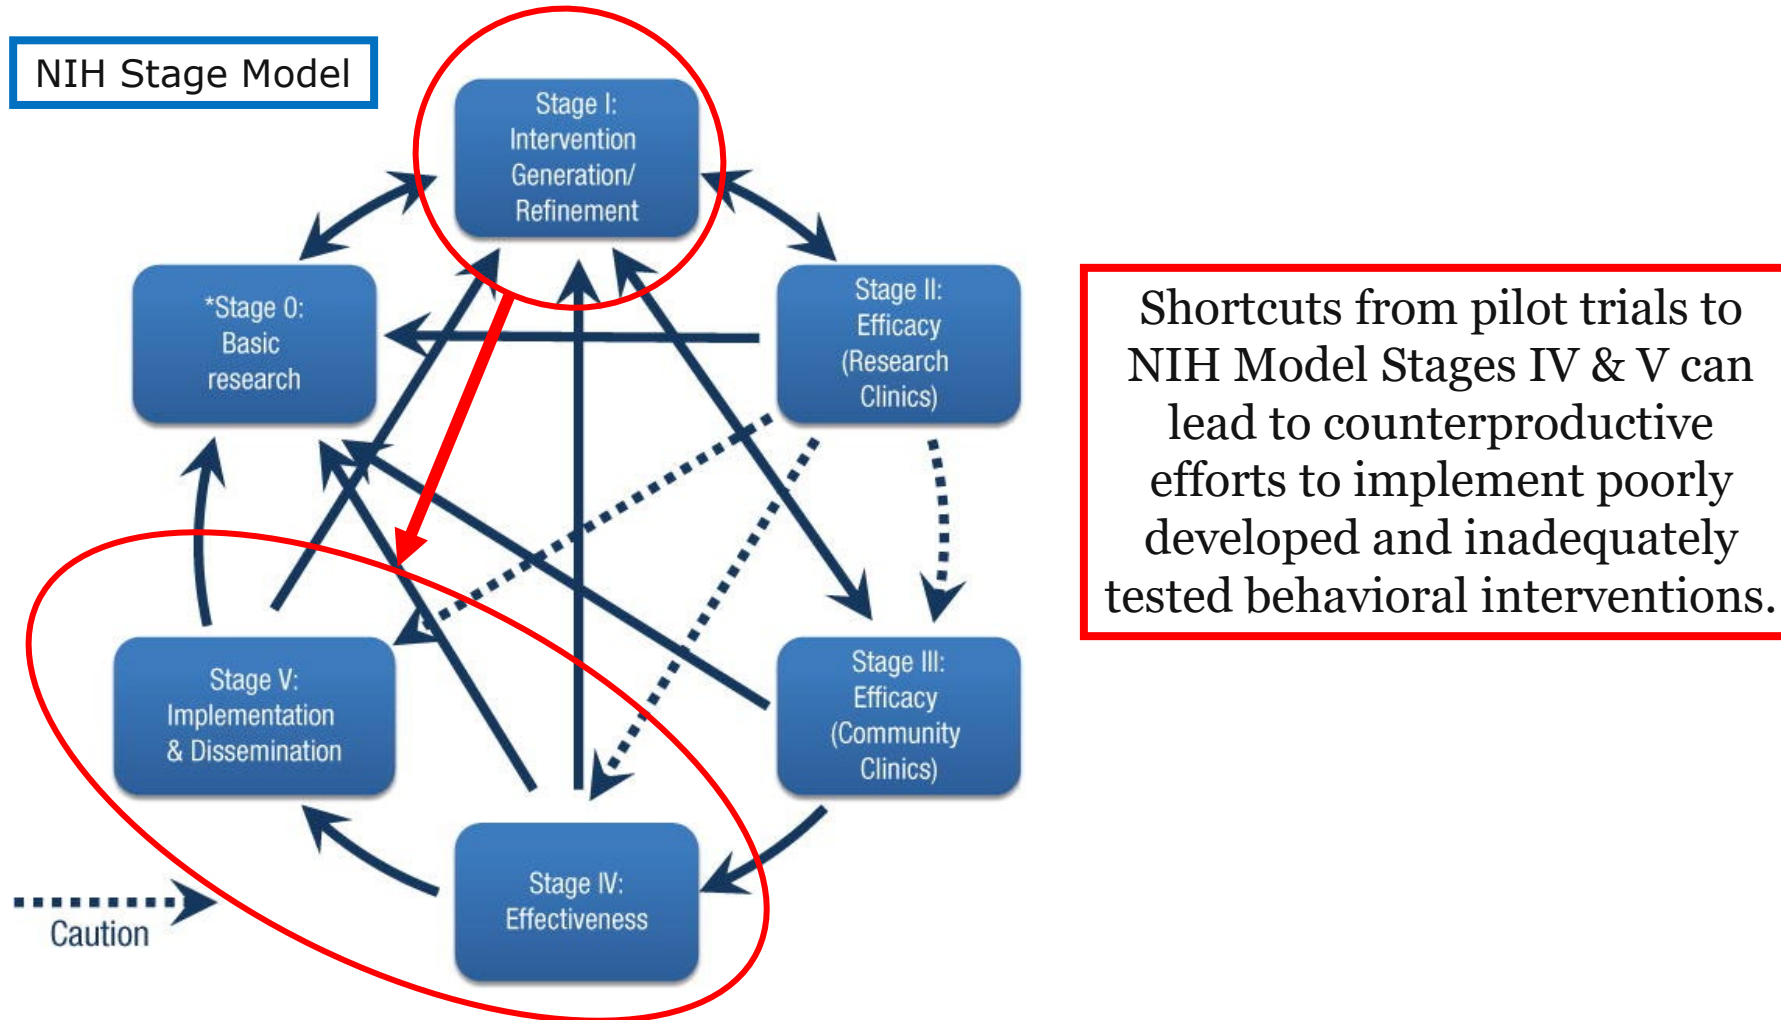 NIH Stage Model
Stage I:
Intervention
Generation/
Refinement
*Stage 0:
Basic
research
Stage II:
Efficacy
(Research
Clinics)
Shortcuts from pilot trials to
NIH Model Stages IV & V can
lead to counterproductive
efforts to implement poorly
developed and inadequately
tested behavioral interventions.
Stage V:
Implementation
& Dissemination
Stage III:
Efficacy
(Community
Clinics)
Stage IV:
Effectiveness
Caution